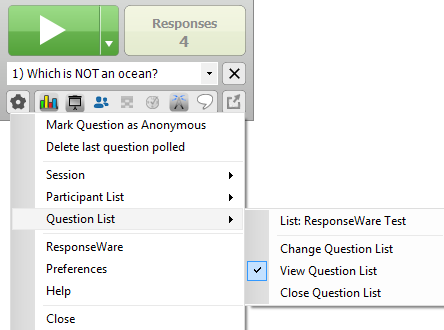 Responses
4
1) Which is NOT an ocean?
Mark Question as Anonymous
Delete last question polled
Session
Participant List
Question List
List: ResponseWare Test
Change Question List
View Question List
Close Question List
ResponseWare
Preferences
Help
Close